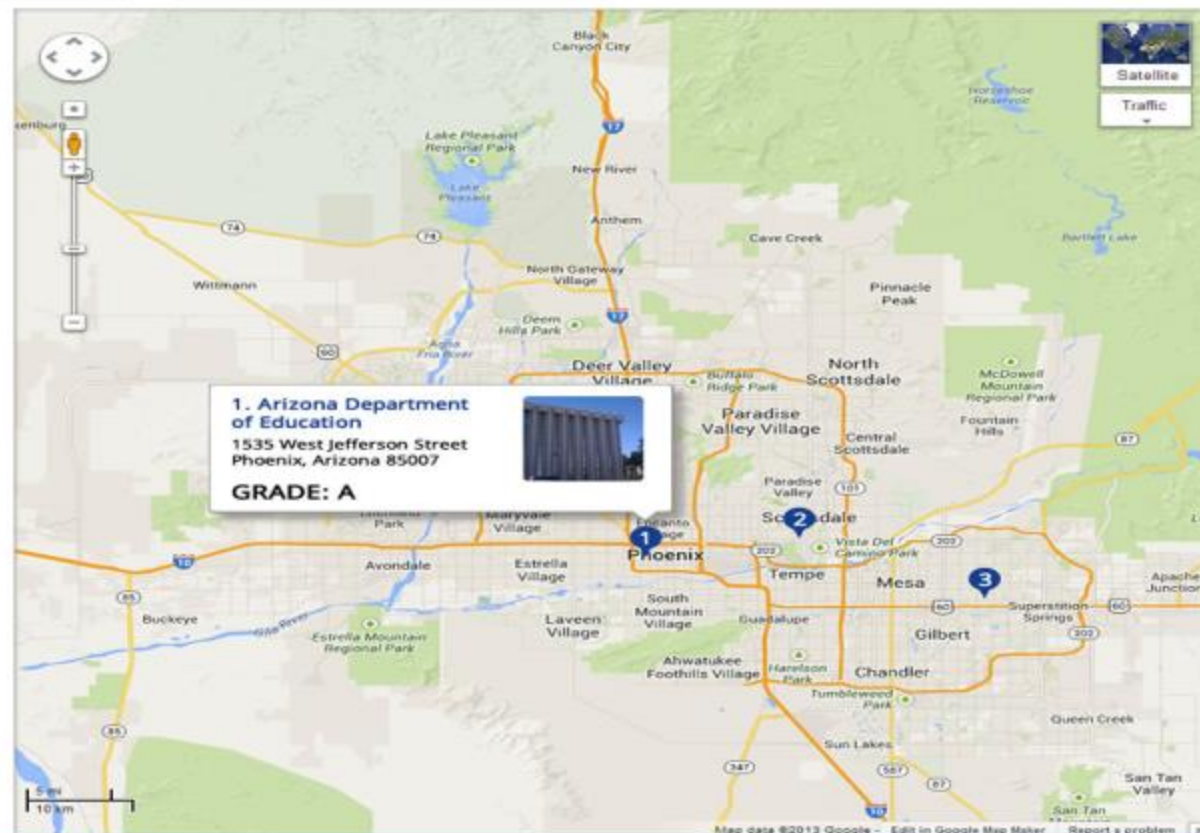 Black
Canyon City
Satellite
Traffic
Horseshoe
Reservoir
enburg
17
Lake Pleasant
Regional Park
New River
Lake
Pleasant
Anthem
74
74
Cave Creek
Bartlett Lake
North Gateway
Village
Wittmann
Pinnacle
Peak
17
Deem
Hills Park
Agua
Fria River
60
Deer Valley
Village
North
Scottsdale
Buffalo
Ridge Park
McDowell
Mountain
Regional Park
1. Arizona Department
of Education
1535 West Jefferson Street
Phoenix, Arizona 85007
GRADE: A
Paradise
Valley Village
Fountain
Hills
Central
Scottsdale
87
Paradise
Valley
101
Park
Maryvale
Village
Encanto
Village
2
1
Phoenix
202
Vista Del
Camino Park
202
10
Avondale
Estrella
Village
Tempe
Mesa
3
Apache
Junction
85
Buckeye
Gila River
South
Mountain
Village
Laveen
Village
Guadalupe
60
Superstition
Springs
60
Estrella Mountain
Regional Park
Gilbert
202
Ahwatukee
Foothills Village
Harelson
Park
Chandler
Tumbleweed
Park
85
Queen Creek
Sun Lakes
347
587
87
San Tan
Valley
5 mi
10 km
10
San Tan
Map data ©2013 Google - Edit in Google Map Maker Report a problem